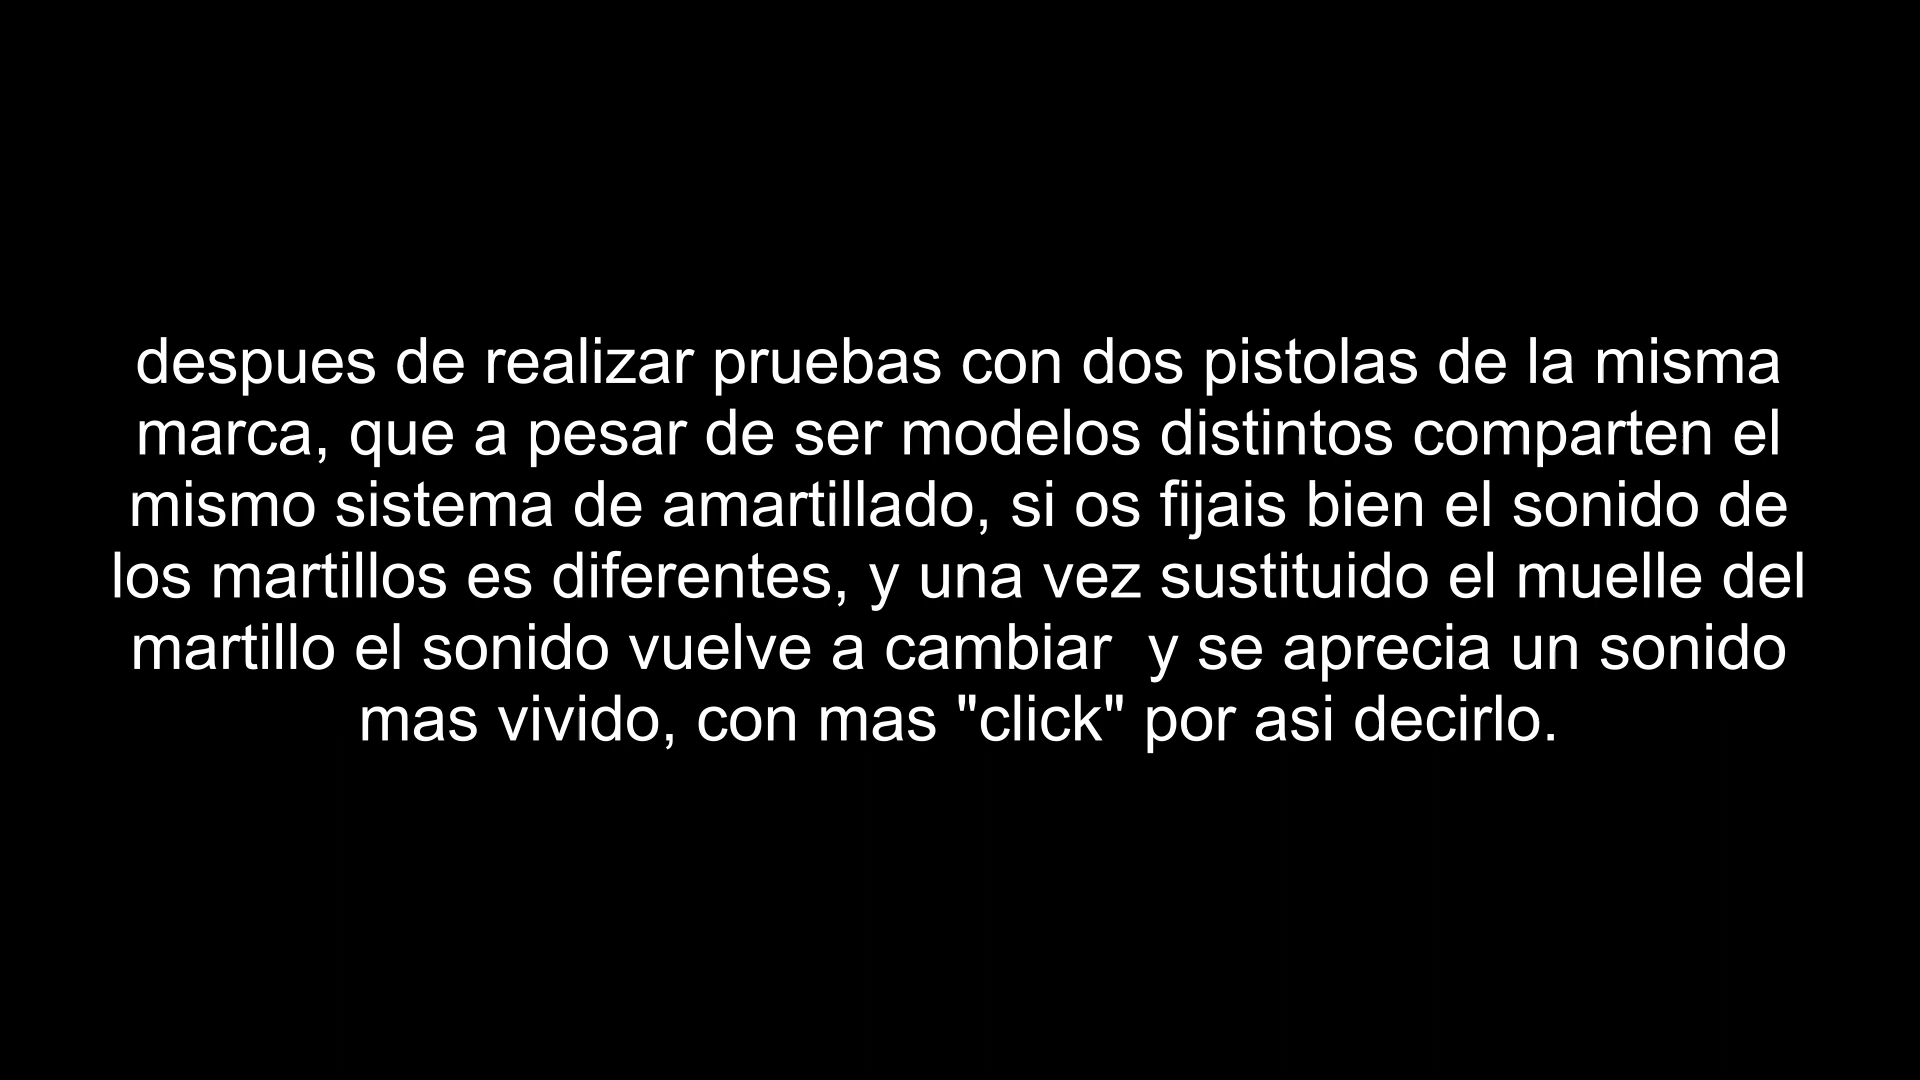 despues de realizar pruebas con dos pistolas de la misma
marca, que a pesar de ser modelos distintos comparten el
mismo sistema de amartillado, si os fijais bien el sonido de
los martillos es diferentes, y una vez sustituido el muelle del
martillo el sonido vuelve a cambiar  y se aprecia un sonido
mas vivido, con mas "click" por asi decirlo.